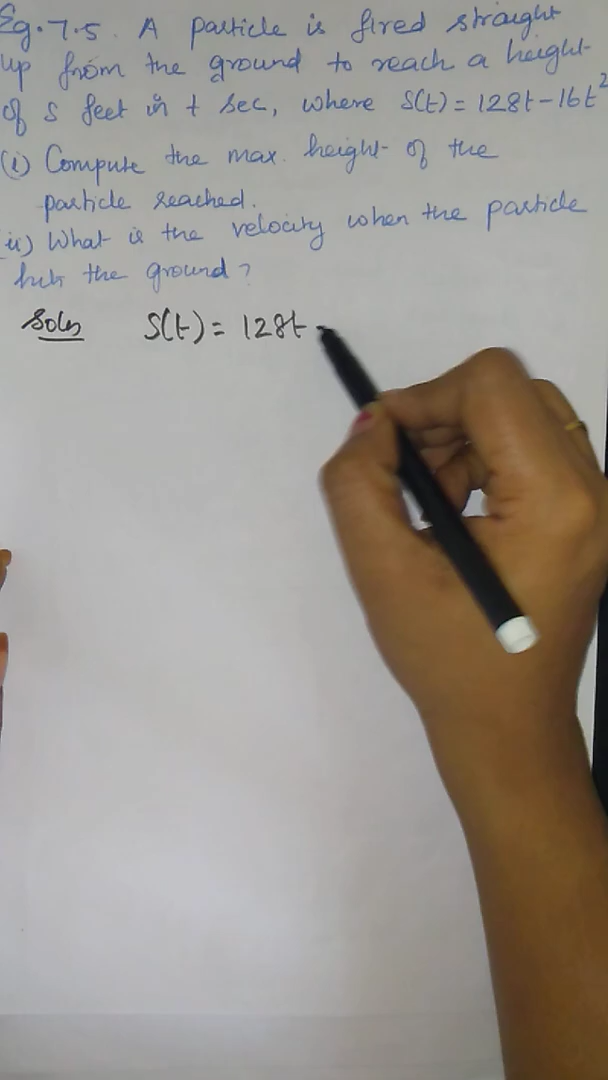 Eg. 7.5. A particle is fired straight
up from the ground to reach a height
of s feet in t sec, where S(t) = 128t - 16t²
(i) Compute the max. height of the
particle reached.
(ii) What is the velocity when the particle
hits the ground?
Soln S(t) = 128t -